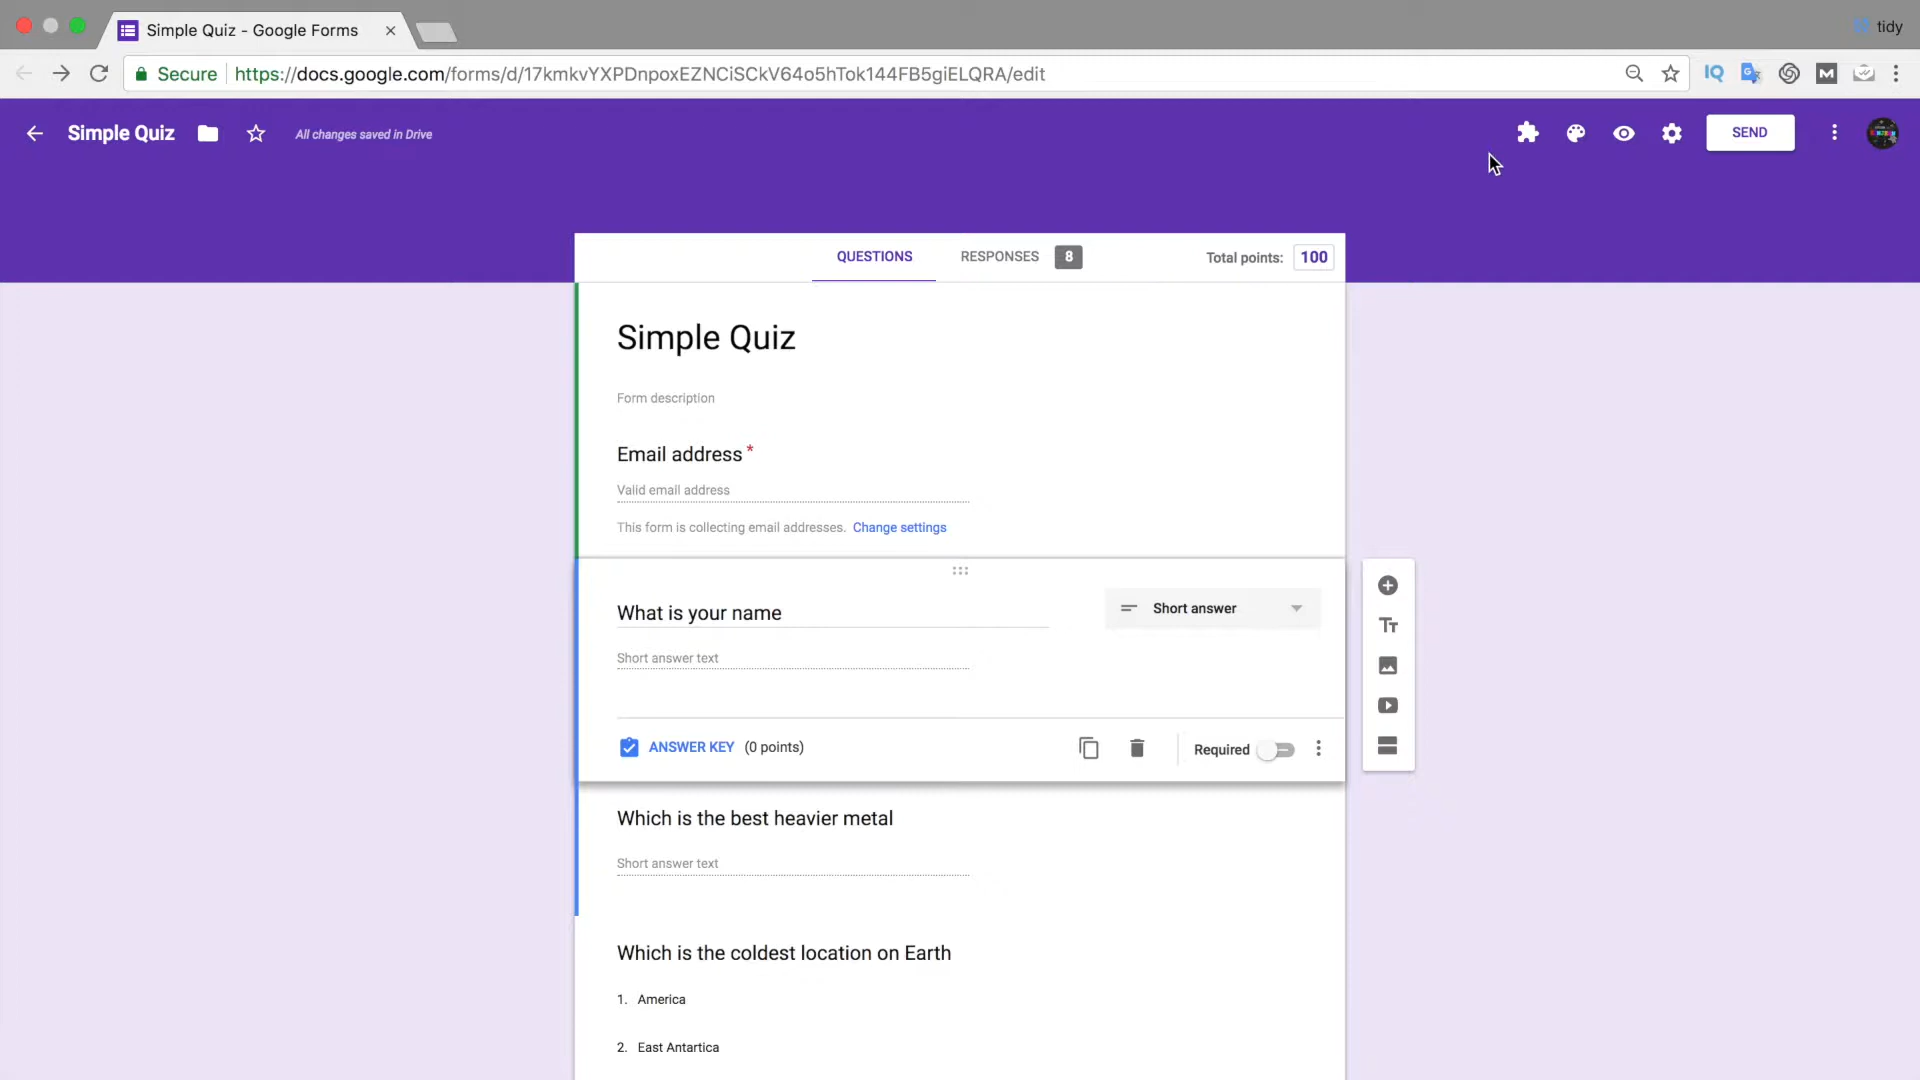 Simple Quiz - Google Forms
tidy
Secure https://docs.google.com/forms/d/17kmkvYXPDnpoxEZNCiSCkV64o5hTok144FB5giELQRA/edit
IQ
M
Simple Quiz
All changes saved in Drive
SEND
QUESTIONS
RESPONSES 8
Total points: 100
Simple Quiz
Form description
Email address *
Valid email address
This form is collecting email addresses. Change settings
What is your name
Short answer
Short answer text
ANSWER KEY (0 points)
Required
Which is the best heavier metal
Short answer text
Which is the coldest location on Earth
1. America
2. East Antartica